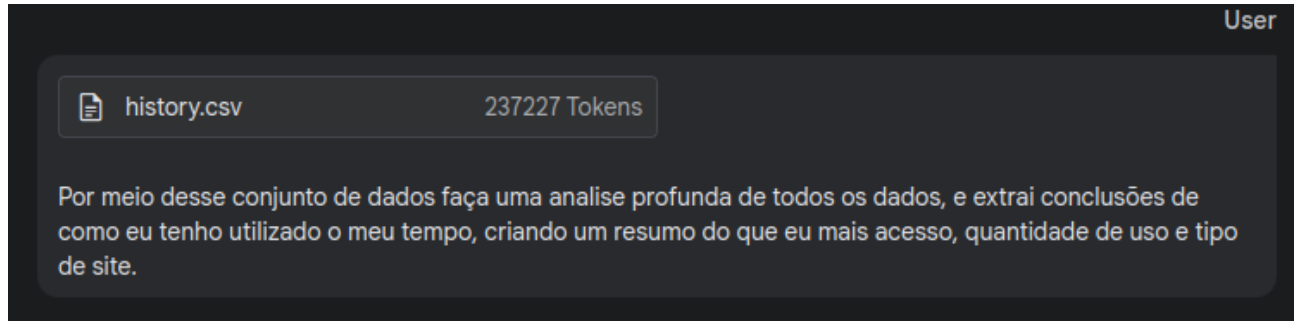 User
history.csv 237227 Tokens
Por meio desse conjunto de dados faça uma analise profunda de todos os dados, e extrai conclusões de
como eu tenho utilizado o meu tempo, criando um resumo do que eu mais acesso, quantidade de uso e tipo
de site.